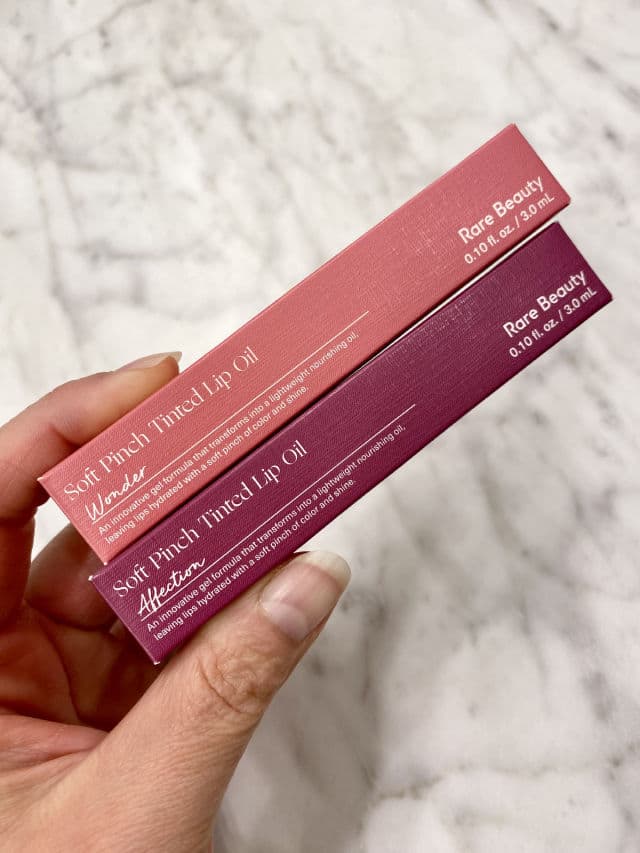 Soft Pinch Tinted Lip Oil
Wonder
An innovative gel formula that transforms into a lightweight nourishing oil,
leaving lips hydrated with a soft pinch of color and shine.
Rare Beauty
0.10 fl. oz. / 3.0 mL
Soft Pinch Tinted Lip Oil
Affection
An innovative gel formula that transforms into a lightweight nourishing oil,
leaving lips hydrated with a soft pinch of color and shine.
Rare Beauty
0.10 fl. oz. / 3.0 mL